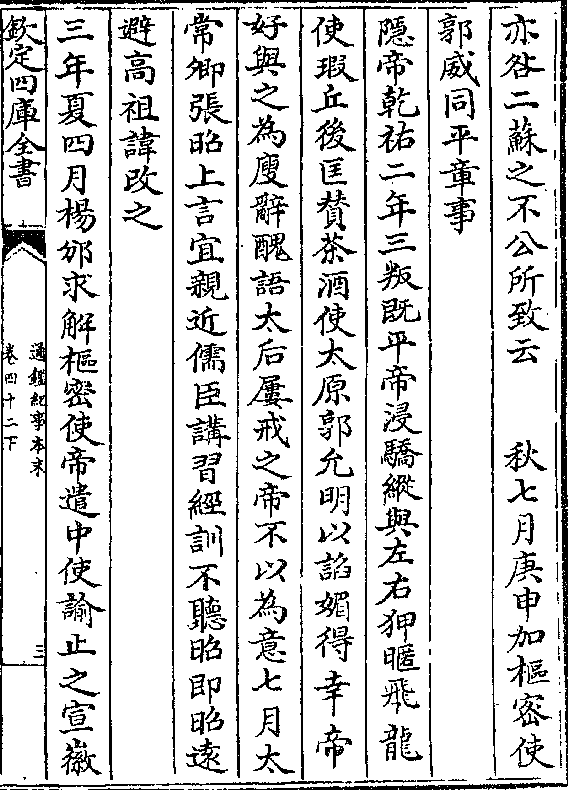 亦咎二蘇之不公所致云　秋七月庚申加樞密使
郭威同平章事
隱帝乾祐二年三叛既平帝浸驕縱與左右狎暱飛龍
使瑕丘後匡贊茶酒使太原郭允明以諂媚得幸帝
好與之為廋辭醜語太后屢戒之帝不以為意七月太
常卿張昭上言宜親近儒臣講習經訓不聽昭即昭遠
避高祖諱改之
三年夏四月楊邠求解樞密使帝遣中使諭止之宣徽
欽定四庫全書
通鑑紀事本末
卷四十二下
三